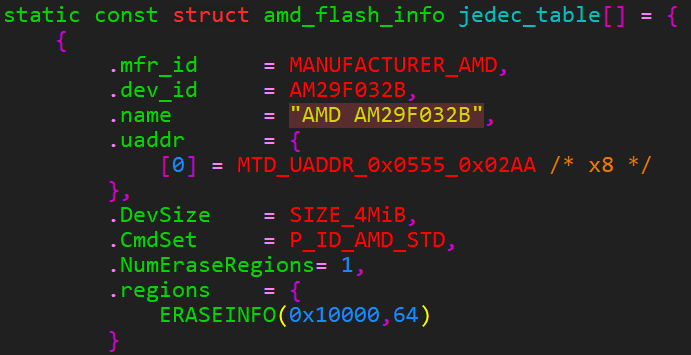 static const struct amd_flash_info jedec_table[] = {
    {
        .mfr_id     = MANUFACTURER_AMD,
        .dev_id     = AM29F032B,
        .name       = "AMD AM29F032B",
        .uaddr      = {
            [0] = MTD_UADDR_0x0555_0x02AA /* x8 */
        },
        .DevSize    = SIZE_4MiB,
        .CmdSet     = P_ID_AMD_STD,
        .NumEraseRegions= 1,
        .regions    = {
            ERASEINFO(0x10000,64)
        }